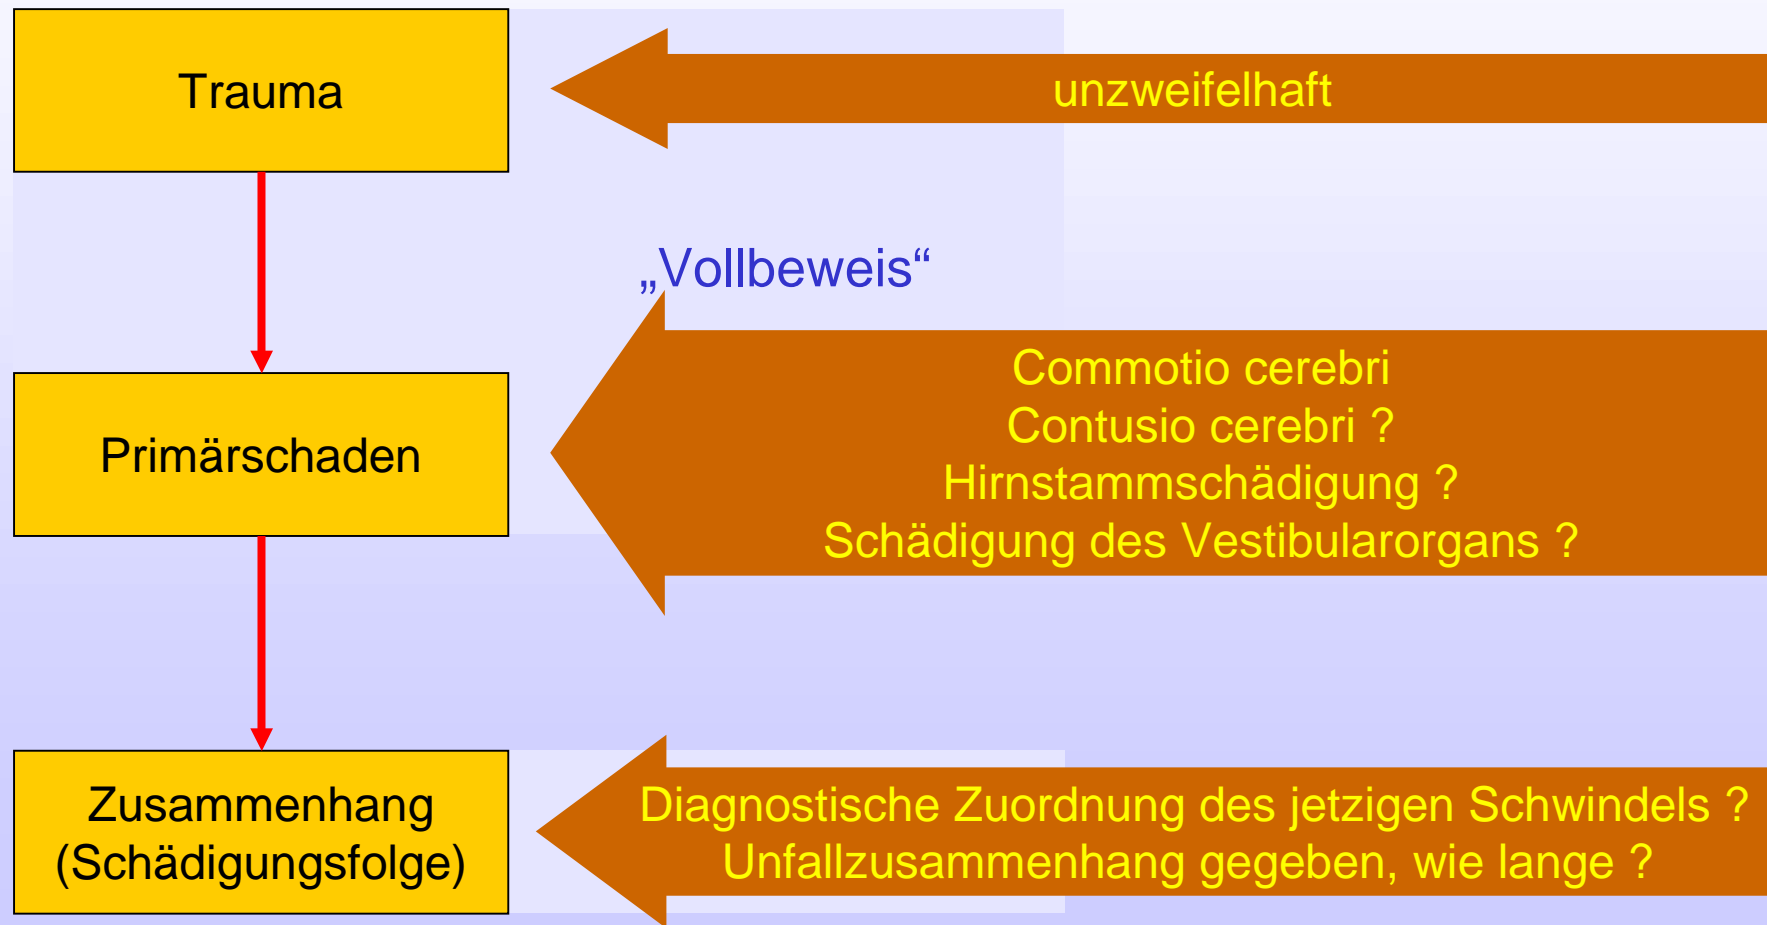 Trauma
unzweifelhaft
„Vollbeweis“
Primärschaden
Commotio cerebri
Contusio cerebri ?
Hirnstammschädigung ?
Schädigung des Vestibularorgans ?
Zusammenhang
(Schädigungsfolge)
Diagnostische Zuordnung des jetzigen Schwindels ?
Unfallzusammenhang gegeben, wie lange ?